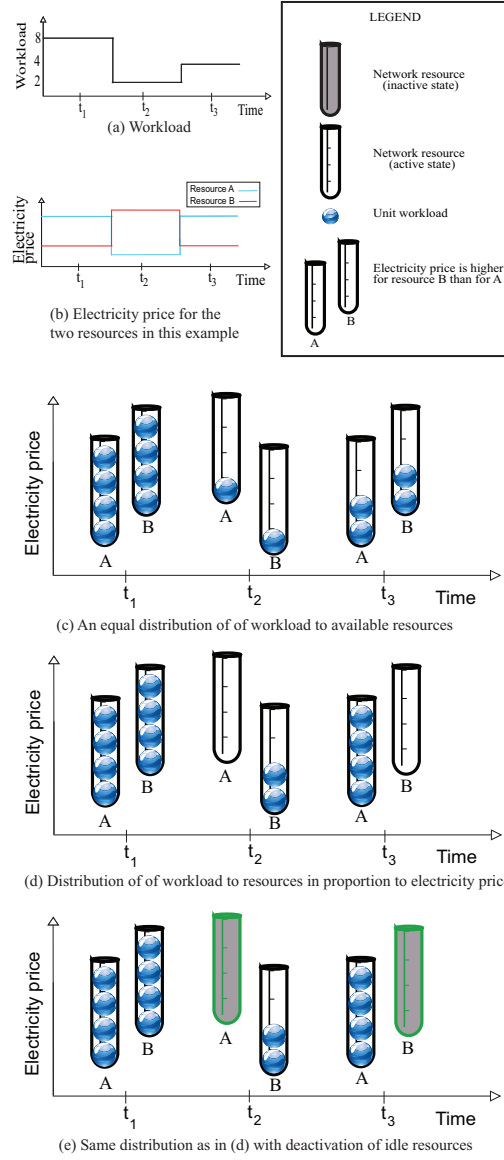 Workload
8
4
2
t1
t2
t3
Time
(a) Workload
Electricity
price
Resource A
Resource B
t1
t2
t3
Time
(b) Electricity price for the
two resources in this example
LEGEND
Network resource
(inactive state)
Network resource
(active state)
Unit workload
Electricity price is higher
for resource B than for A
A
B
Electricity price
A
B
A
B
A
B
t1
t2
t3
Time
(c) An equal distribution of of workload to available resources
Electricity price
A
B
A
B
A
B
t1
t2
t3
Time
(d) Distribution of of workload to resources in proportion to electricity price
Electricity price
A
B
A
B
A
B
t1
t2
t3
Time
(e) Same distribution as in (d) with deactivation of idle resources